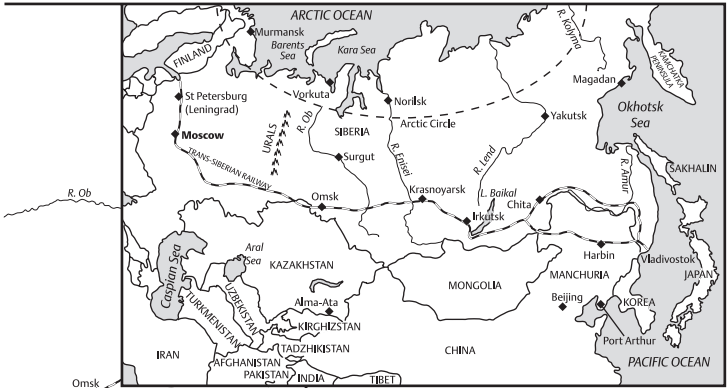 ARCTIC OCEAN
Murmansk
Barents
Sea
Kara Sea
R. Kolyma
FINLAND
KAMCHATKA
PENINSULA
Magadan
St Petersburg
(Leningrad)
Vorkuta
Norilsk
Okhotsk
Sea
Moscow
URALS
R. Ob
SIBERIA
Arctic Circle
Yakutsk
TRANS-SIBERIAN RAILWAY
Surgut
R. Enisei
R. Lend
R. Amur
SAKHALIN
R. Ob
Omsk
Krasnoyarsk
L. Baikal
Chita
Irkutsk
Caspian Sea
Aral
Sea
KAZAKHSTAN
Harbin
Vladivostok
MONGOLIA
MANCHURIA
JAPAN
UZBEKISTAN
Alma-Ata
Beijing
KOREA
TURKMENISTAN
KIRGHIZSTAN
Port Arthur
TADZHIKISTAN
IRAN
CHINA
AFGHANISTAN
PACIFIC OCEAN
PAKISTAN
INDIA
TIBET
Omsk